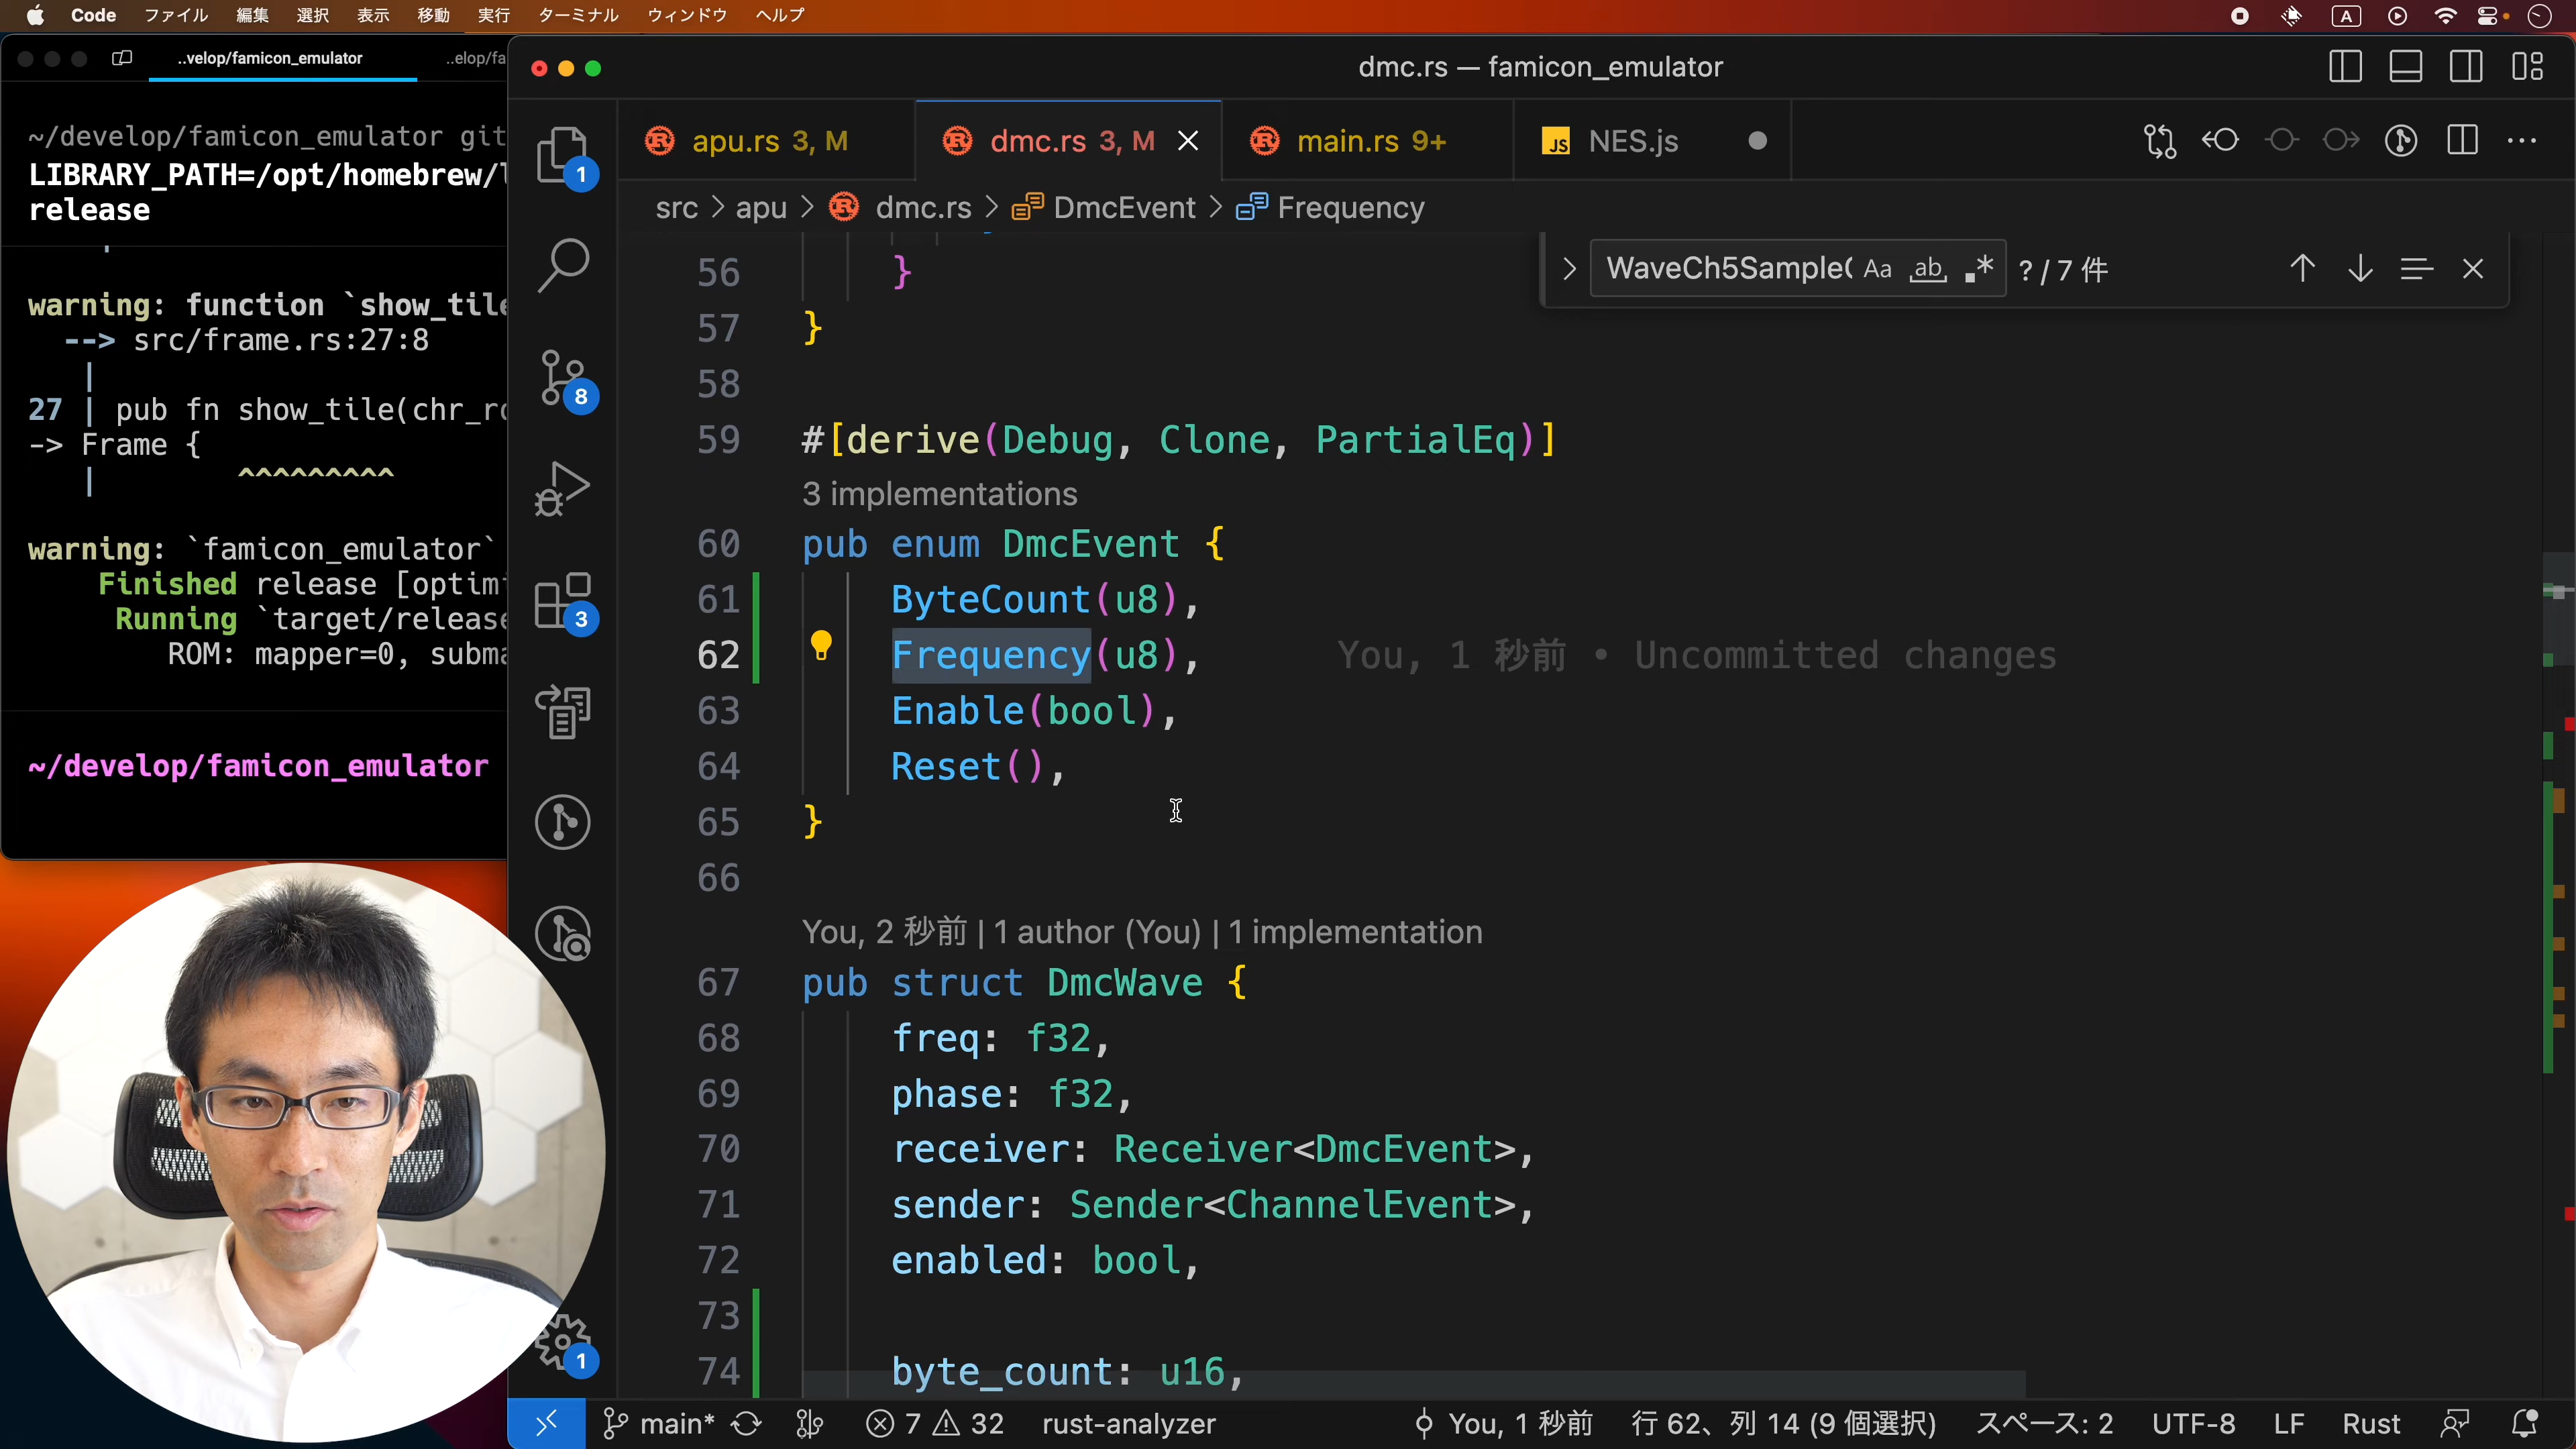 Code ファイル 編集 選択 表示 移動 実行 ターミナル ウィンドウ ヘルプ
A
..velop/famicon_emulator
..elop/fa
dmc.rs — famicon_emulator
~/develop/famicon_emulator git
LIBRARY_PATH=/opt/homebrew/l
release
warning: function `show_tile
--> src/frame.rs:27:8
|
27 | pub fn show_tile(chr_ro
-> Frame {
| ^^^^^^^^^
warning: `famicon_emulator`
Finished release [optimi
Running `target/release
ROM: mapper=0, subma
~/develop/famicon_emulator
1
8
3
1
apu.rs 3, M
dmc.rs 3, M
main.rs 9+
JS NES.js
src > apu > dmc.rs > DmcEvent > Frequency
WaveCh5Sample Aa ab .* ? / 7 件
56 }
57 }
58
59 #[derive(Debug, Clone, PartialEq)]
3 implementations
60 pub enum DmcEvent {
61 ByteCount(u8),
62 Frequency(u8), You, 1 秒前 • Uncommitted changes
63 Enable(bool),
64 Reset(),
65 }
66
You, 2 秒前 | 1 author (You) | 1 implementation
67 pub struct DmcWave {
68 freq: f32,
69 phase: f32,
70 receiver: Receiver<DmcEvent>,
71 sender: Sender<ChannelEvent>,
72 enabled: bool,
73
74 byte_count: u16,
main* 7 32 rust-analyzer You, 1 秒前 行 62、列 14 (9 個選択) スペース: 2 UTF-8 LF Rust